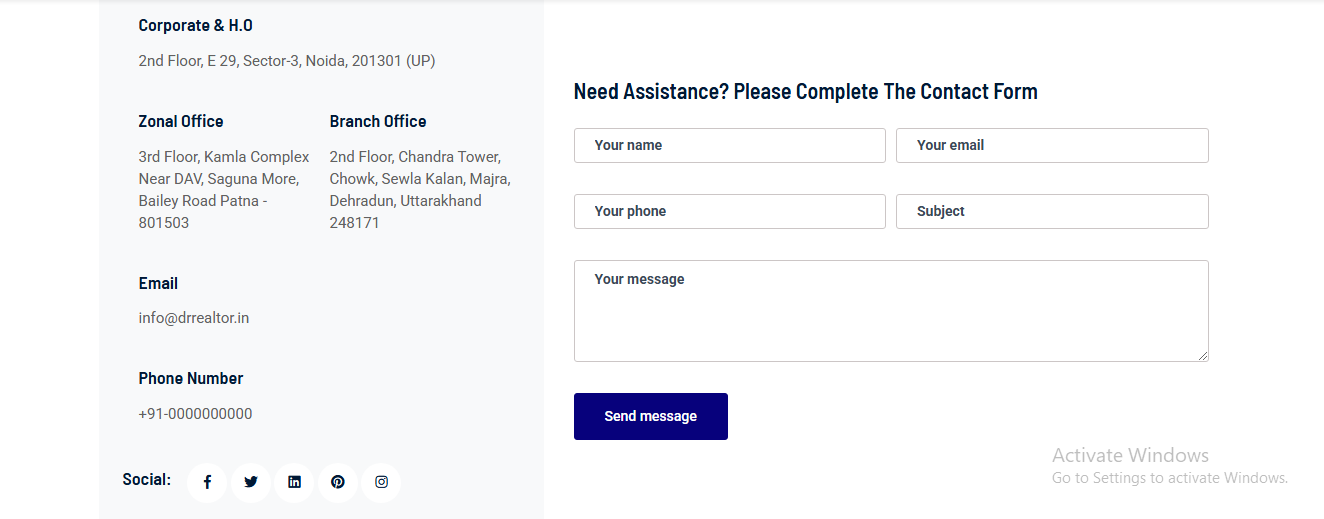 Corporate & H.O
2nd Floor, E 29, Sector-3, Noida, 201301 (UP)
Zonal Office
3rd Floor, Kamla Complex
Near DAV, Saguna More,
Bailey Road Patna -
801503
Branch Office
2nd Floor, Chandra Tower,
Chowk, Sewla Kalan, Majra,
Dehradun, Uttarakhand
248171
Email
info@drrealtor.in
Phone Number
+91-0000000000
Social:
Need Assistance? Please Complete The Contact Form
Your name
Your email
Your phone
Subject
Your message
Send message
Activate Windows
Go to Settings to activate Windows.